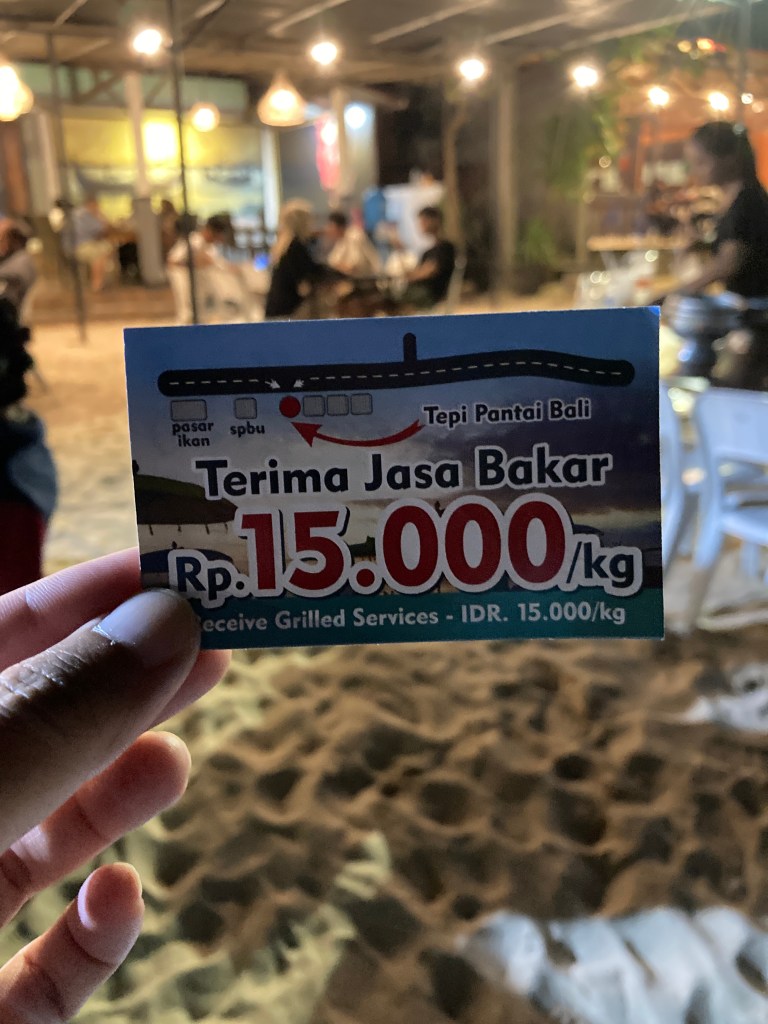 pasar
ikan
spbu
Tepi Pantai Bali
Terima Jasa Bakar
Rp.15.000/kg
eceive Grilled Services - IDR. 15.000/kg